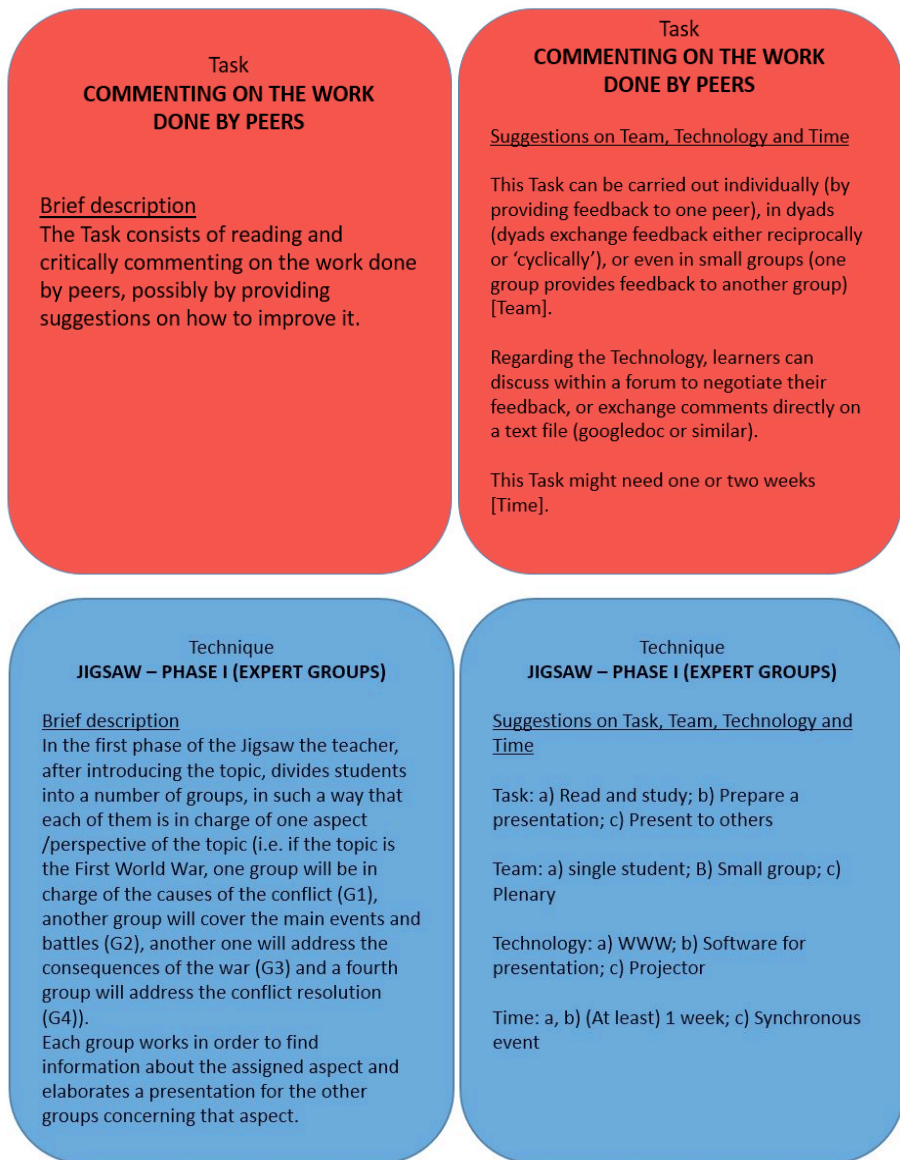 Task
COMMENTING ON THE WORK
DONE BY PEERS
Brief description
The Task consists of reading and
critically commenting on the work done
by peers, possibly by providing
suggestions on how to improve it.
Task
COMMENTING ON THE WORK
DONE BY PEERS
Suggestions on Team, Technology and Time
This Task can be carried out individually (by
providing feedback to one peer), in dyads
(dyads exchange feedback either reciprocally
or ‘cyclically’), or even in small groups (one
group provides feedback to another group)
[Team].
Regarding the Technology, learners can
discuss within a forum to negotiate their
feedback, or exchange comments directly on
a text file (googledoc or similar).
This Task might need one or two weeks
[Time].
Technique
JIGSAW – PHASE I (EXPERT GROUPS)
Brief description
In the first phase of the Jigsaw the teacher,
after introducing the topic, divides students
into a number of groups, in such a way that
each of them is in charge of one aspect
/perspective of the topic (i.e. if the topic is
the First World War, one group will be in
charge of the causes of the conflict (G1),
another group will cover the main events and
battles (G2), another one will address the
consequences of the war (G3) and a fourth
group will address the conflict resolution
(G4)).
Each group works in order to find
information about the assigned aspect and
elaborates a presentation for the other
groups concerning that aspect.
Technique
JIGSAW – PHASE I (EXPERT GROUPS)
Suggestions on Task, Team, Technology and
Time
Task: a) Read and study; b) Prepare a
presentation; c) Present to others
Team: a) single student; B) Small group; c)
Plenary
Technology: a) WWW; b) Software for
presentation; c) Projector
Time: a, b) (At least) 1 week; c) Synchronous
event